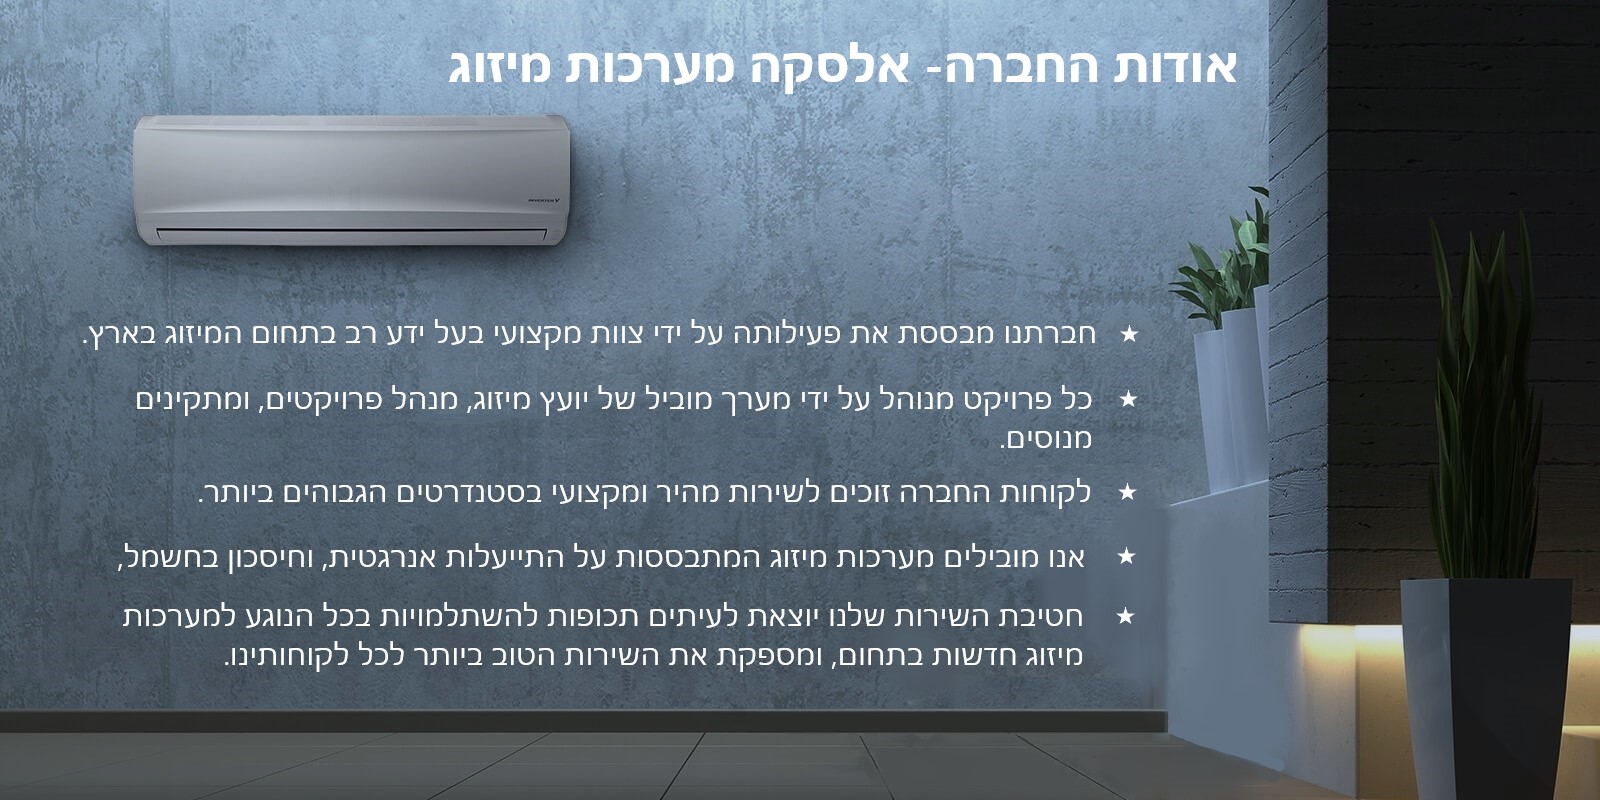 אודות החברה- אלסקה מערכות מיזוג
INVERTER V
★ חברתנו מבססת את פעילותה על ידי צוות מקצועי בעל ידע רב בתחום המיזוג בארץ.
★ כל פרויקט מנוהל על ידי מערך מוביל של יועץ מיזוג, מנהל פרויקטים, ומתקינים
מנוסים.
★ לקוחות החברה זוכים לשירות מהיר ומקצועי בסטנדרטים הגבוהים ביותר.
★ אנו מובילים מערכות מיזוג המתבססות על התייעלות אנרגטית, וחיסכון בחשמל,
★ חטיבת השירות שלנו יוצאת לעיתים תכופות להשתלמויות בכל הנוגע למערכות
מיזוג חדשות בתחום, ומספקת את השירות הטוב ביותר לכל לקוחותינו.